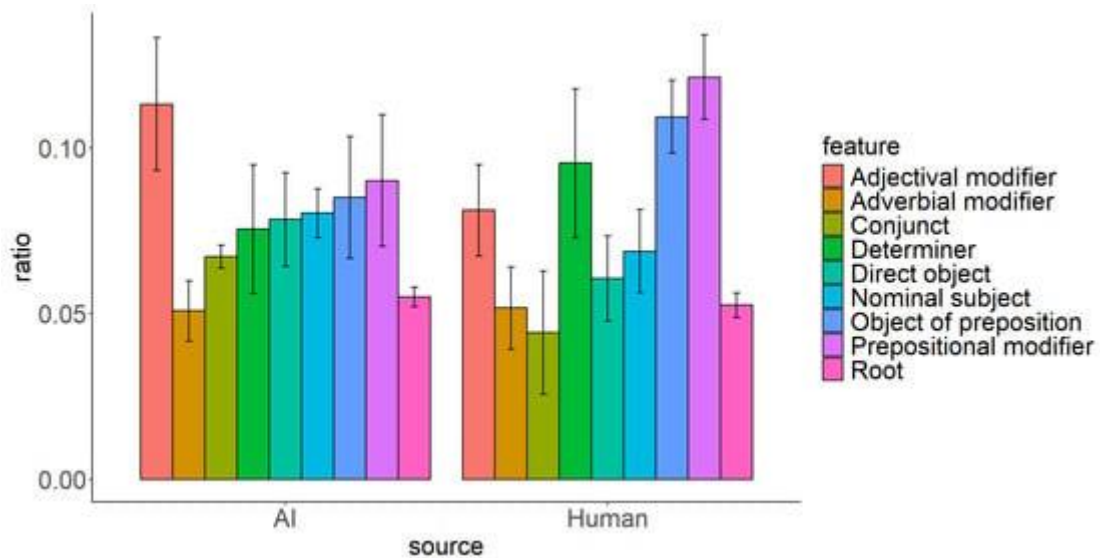 ratio
0.10
0.05
0.00
AI
Human
source
feature
Adjectival modifier
Adverbial modifier
Conjunct
Determiner
Direct object
Nominal subject
Object of preposition
Prepositional modifier
Root